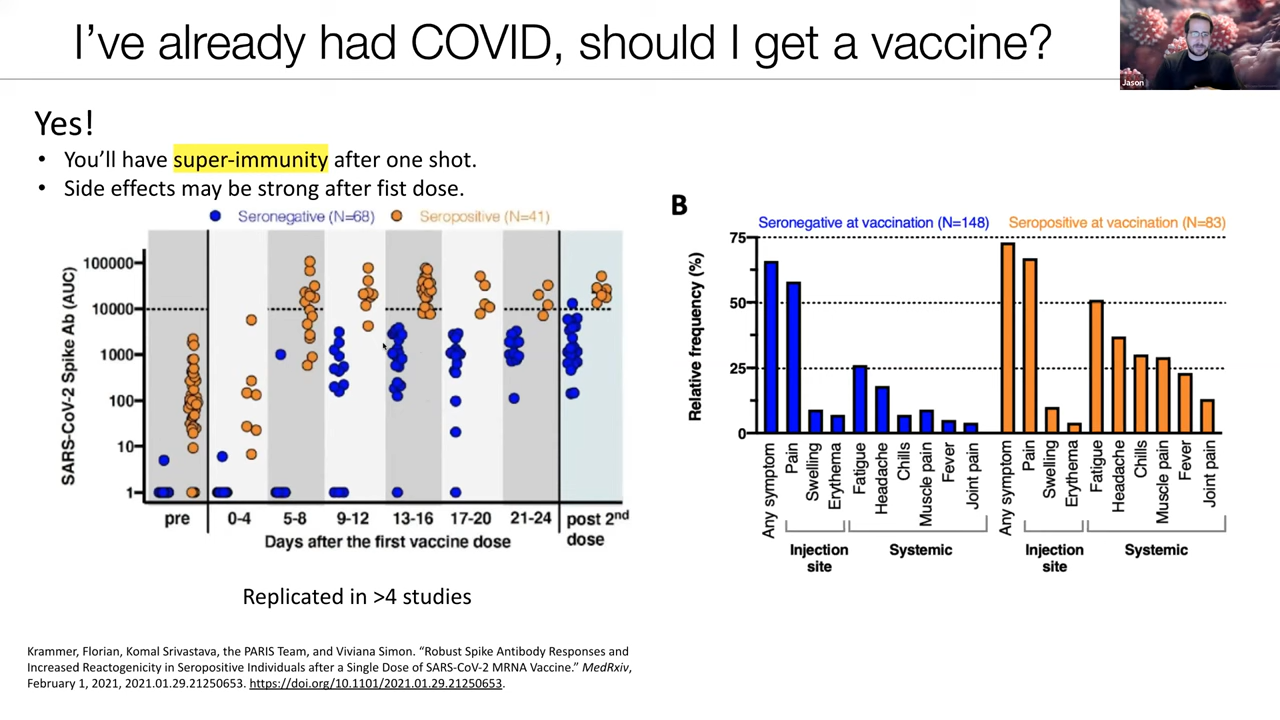 I've already had COVID, should I get a vaccine?
Jason
Yes!
• You'll have super-immunity after one shot.
• Side effects may be strong after fist dose.
Seronegative (N=68) Seropositive (N=41)
SARS-CoV-2 Spike Ab (AUC)
100000
10000
1000
100
10
1
pre 0-4 5-8 9-12 13-16 17-20 21-24 post 2nd
dose
Days after the first vaccine dose
Replicated in >4 studies
B
Seronegative at vaccination (N=148) Seropositive at vaccination (N=83)
Relative frequency (%)
75
50
25
0
Any symptom Pain Swelling Erythema Fatigue Headache Chills Muscle pain Fever Joint pain Any symptom Pain Swelling Erythema Fatigue Headache Chills Muscle pain Fever Joint pain
Injection Systemic Injection Systemic
site site
Krammer, Florian, Komal Srivastava, the PARIS Team, and Viviana Simon. “Robust Spike Antibody Responses and
Increased Reactogenicity in Seropositive Individuals after a Single Dose of SARS-CoV-2 MRNA Vaccine.” MedRxiv,
February 1, 2021, 2021.01.29.21250653. https://doi.org/10.1101/2021.01.29.21250653.